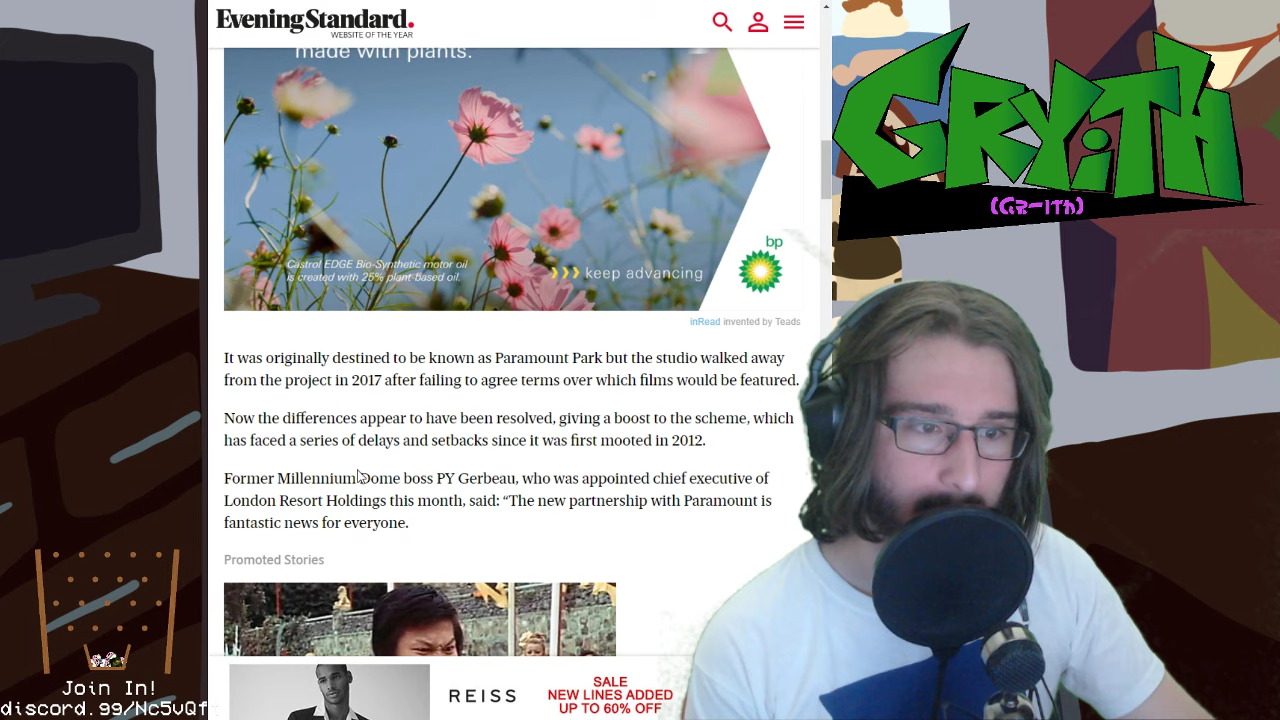 Evening Standard.
WEBSITE OF THE YEAR
made with plants.
Castrol EDGE Bio-Synthetic motor oil
is created with 25% plant-based oil.
keep advancing
bp
inRead invented by Teads
It was originally destined to be known as Paramount Park but the studio walked away
from the project in 2017 after failing to agree terms over which films would be featured.
Now the differences appear to have been resolved, giving a boost to the scheme, which
has faced a series of delays and setbacks since it was first mooted in 2012.
Former Millennium Dome boss PY Gerbeau, who was appointed chief executive of
London Resort Holdings this month, said: “The new partnership with Paramount is
fantastic news for everyone.
Promoted Stories
REISS
SALE
NEW LINES ADDED
UP TO 60% OFF
GRYiTH
(GR-ITH)
Join In!